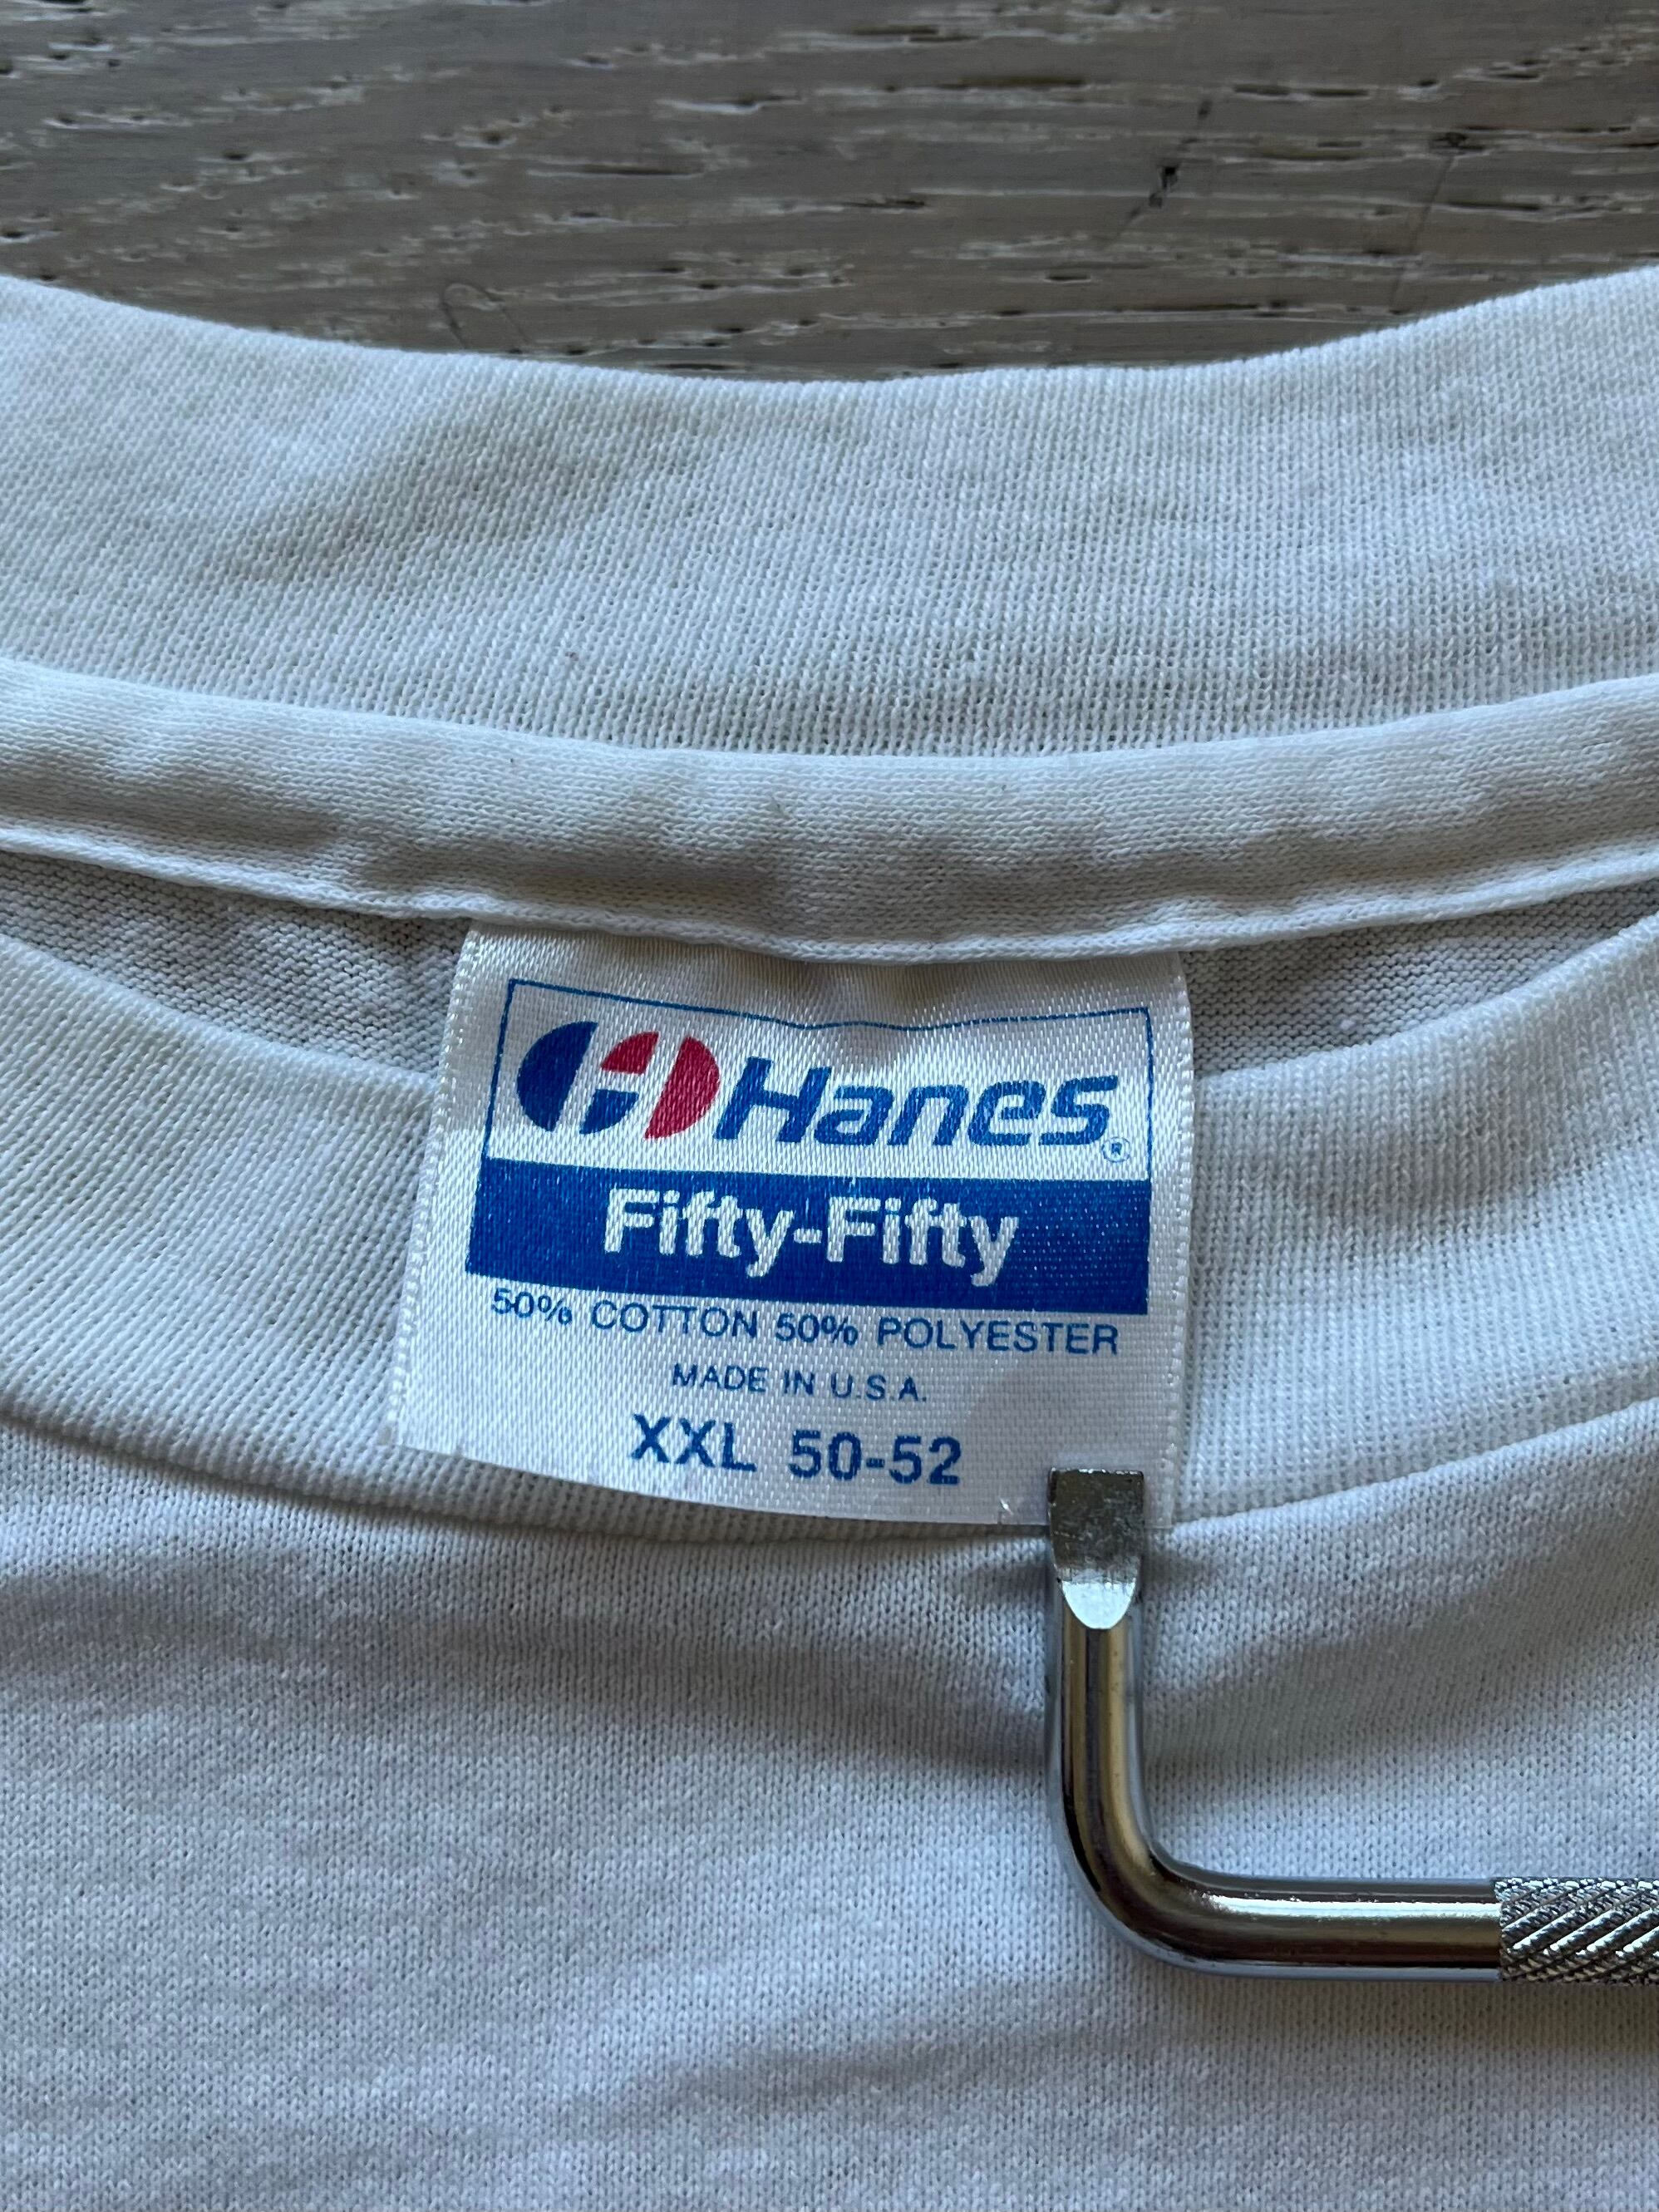 Hanes®
Fifty-Fifty
50% COTTON 50% POLYESTER
MADE IN U.S.A.
XXL 50-52